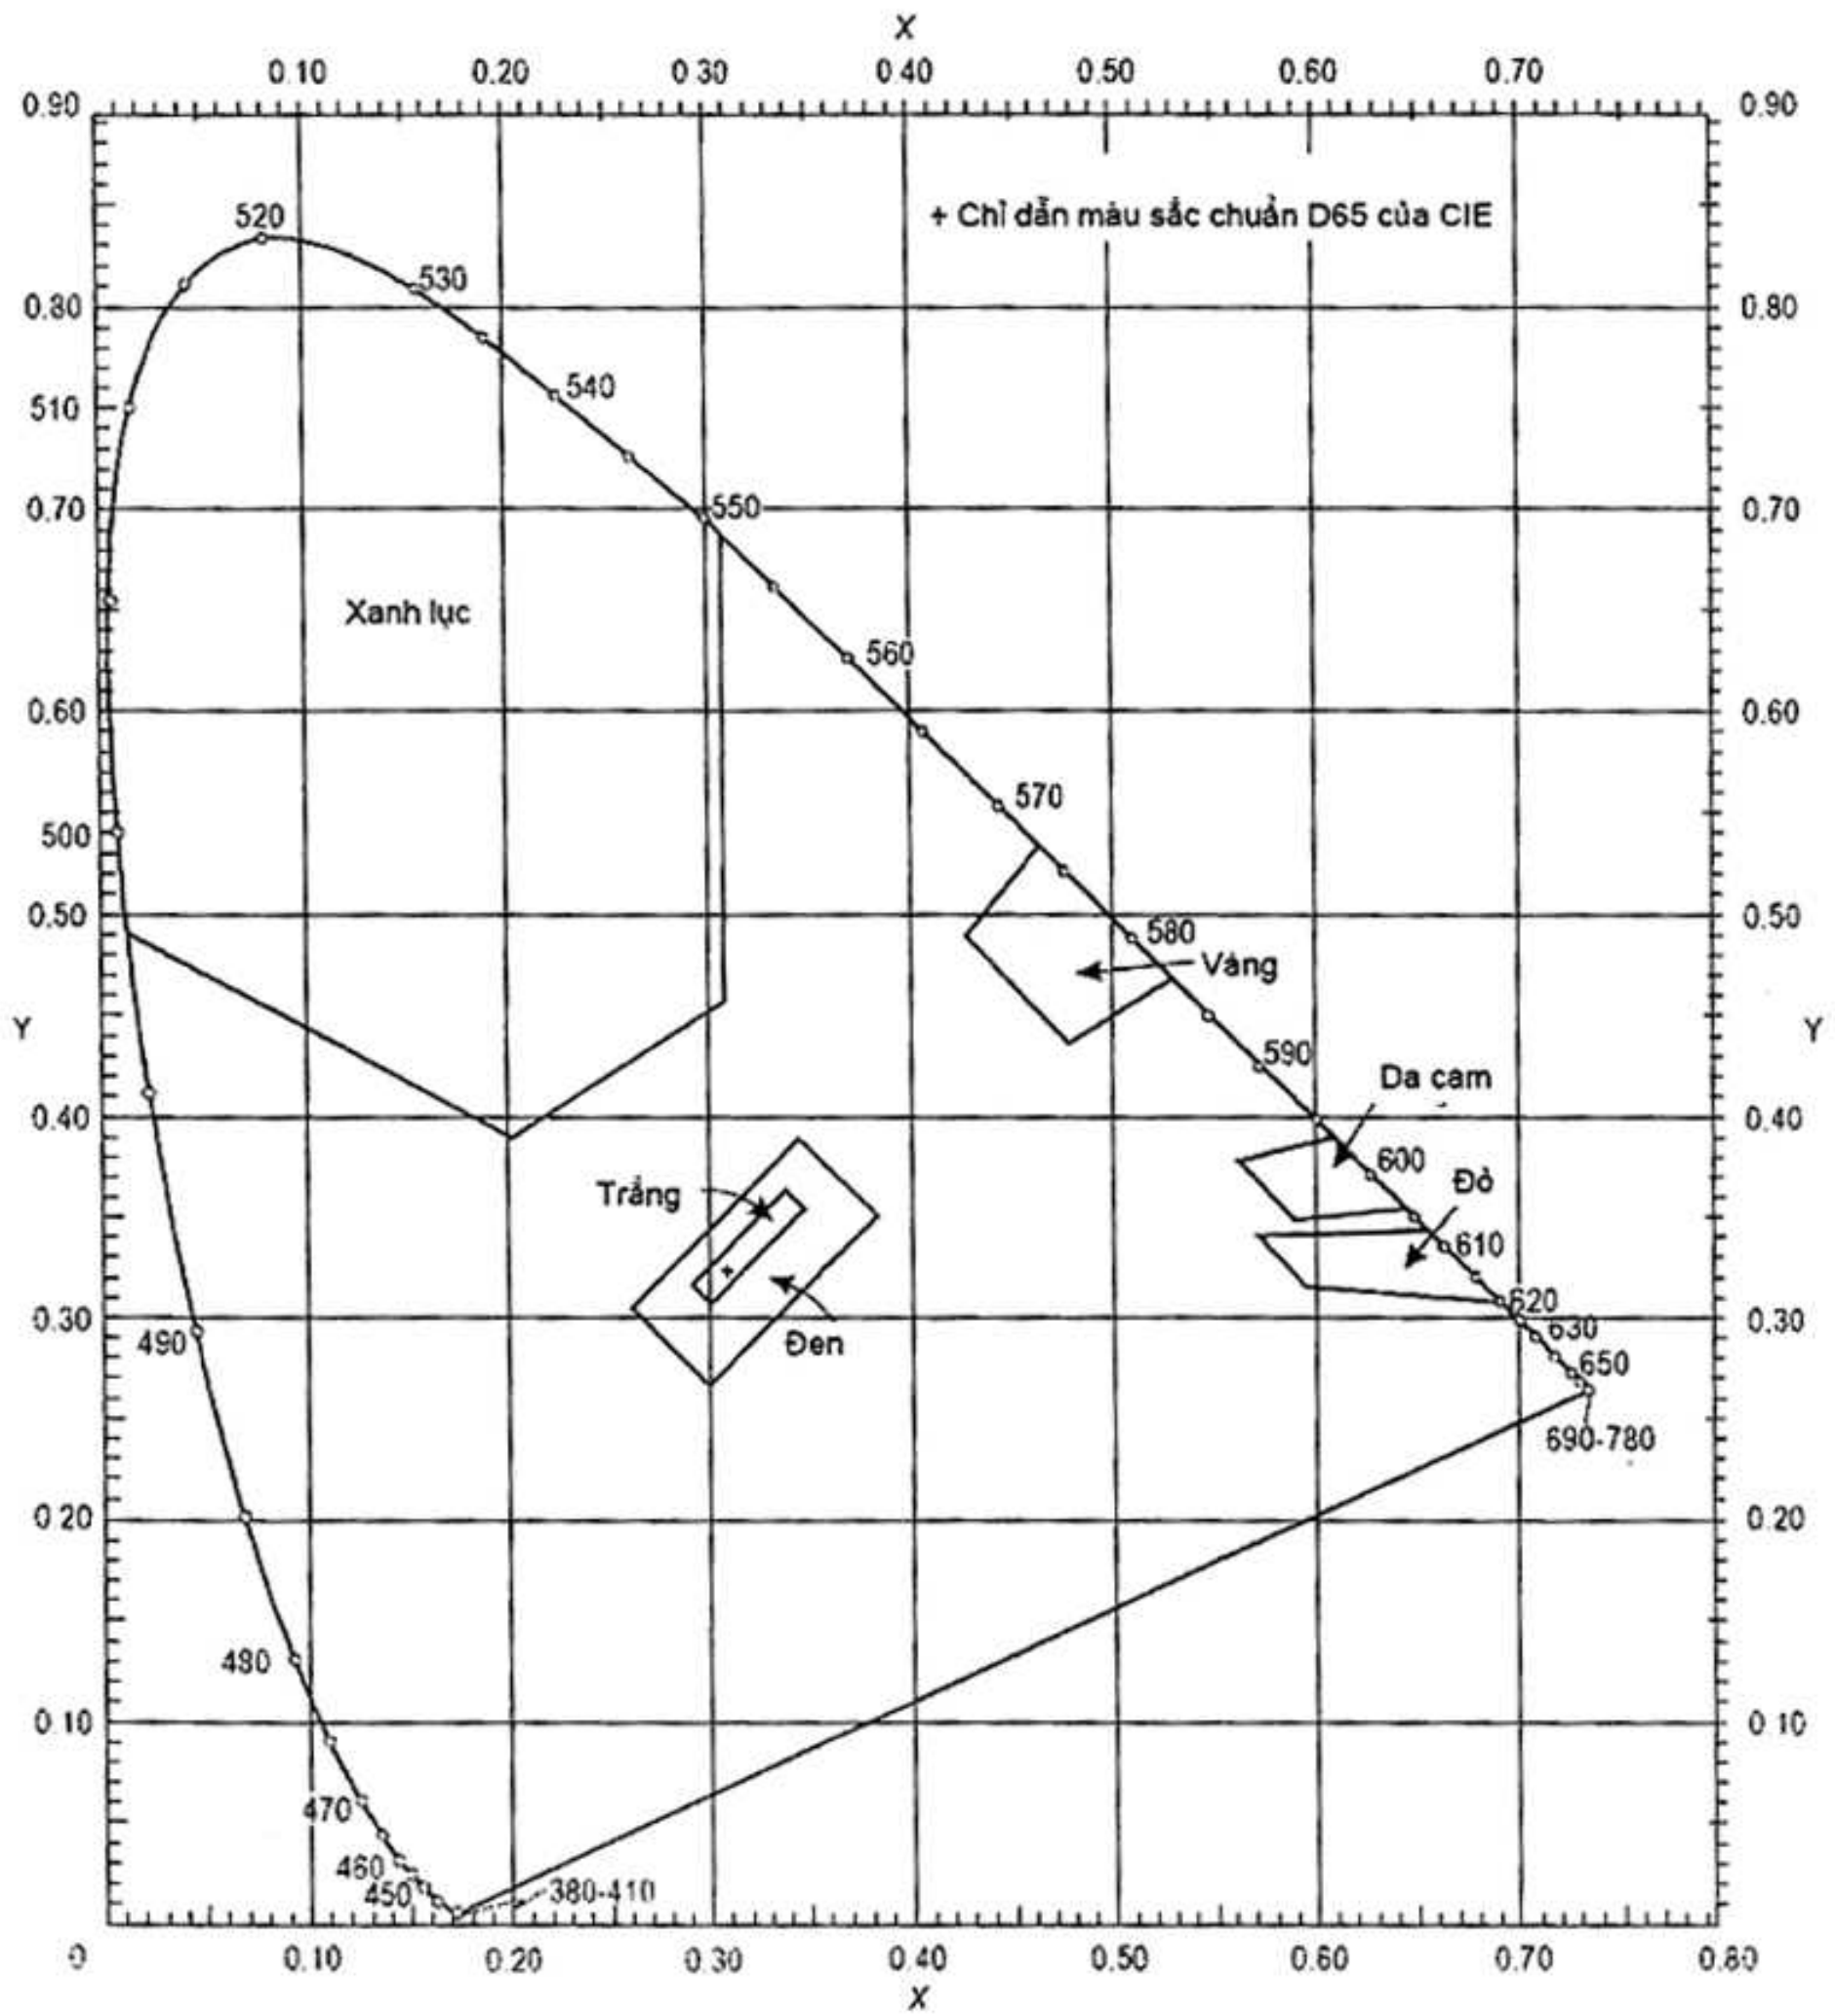 X
0.10 0.20 0 30 0.40 0.50 0.60 0.70
0.90 0.90
520
+ Chỉ dẫn màu sắc chuẩn D65 của CIE
530
0.80 0.80
540
510
0.70 550 0.70
Xanh lục
560
0.60 0.60
570
500
0.50 580 0.50
Vàng
Y Y
590
Da cam
0.40 0.40
600
Trắng Đỏ
610
620
0.30 630 0.30
490 Đen
650
690-780
0 20 0.20
480
0 10 0 10
470
460
450 380-410
0 0.10 0.20 0.30 0.40 0.50 0.60 0.70 0.80
X